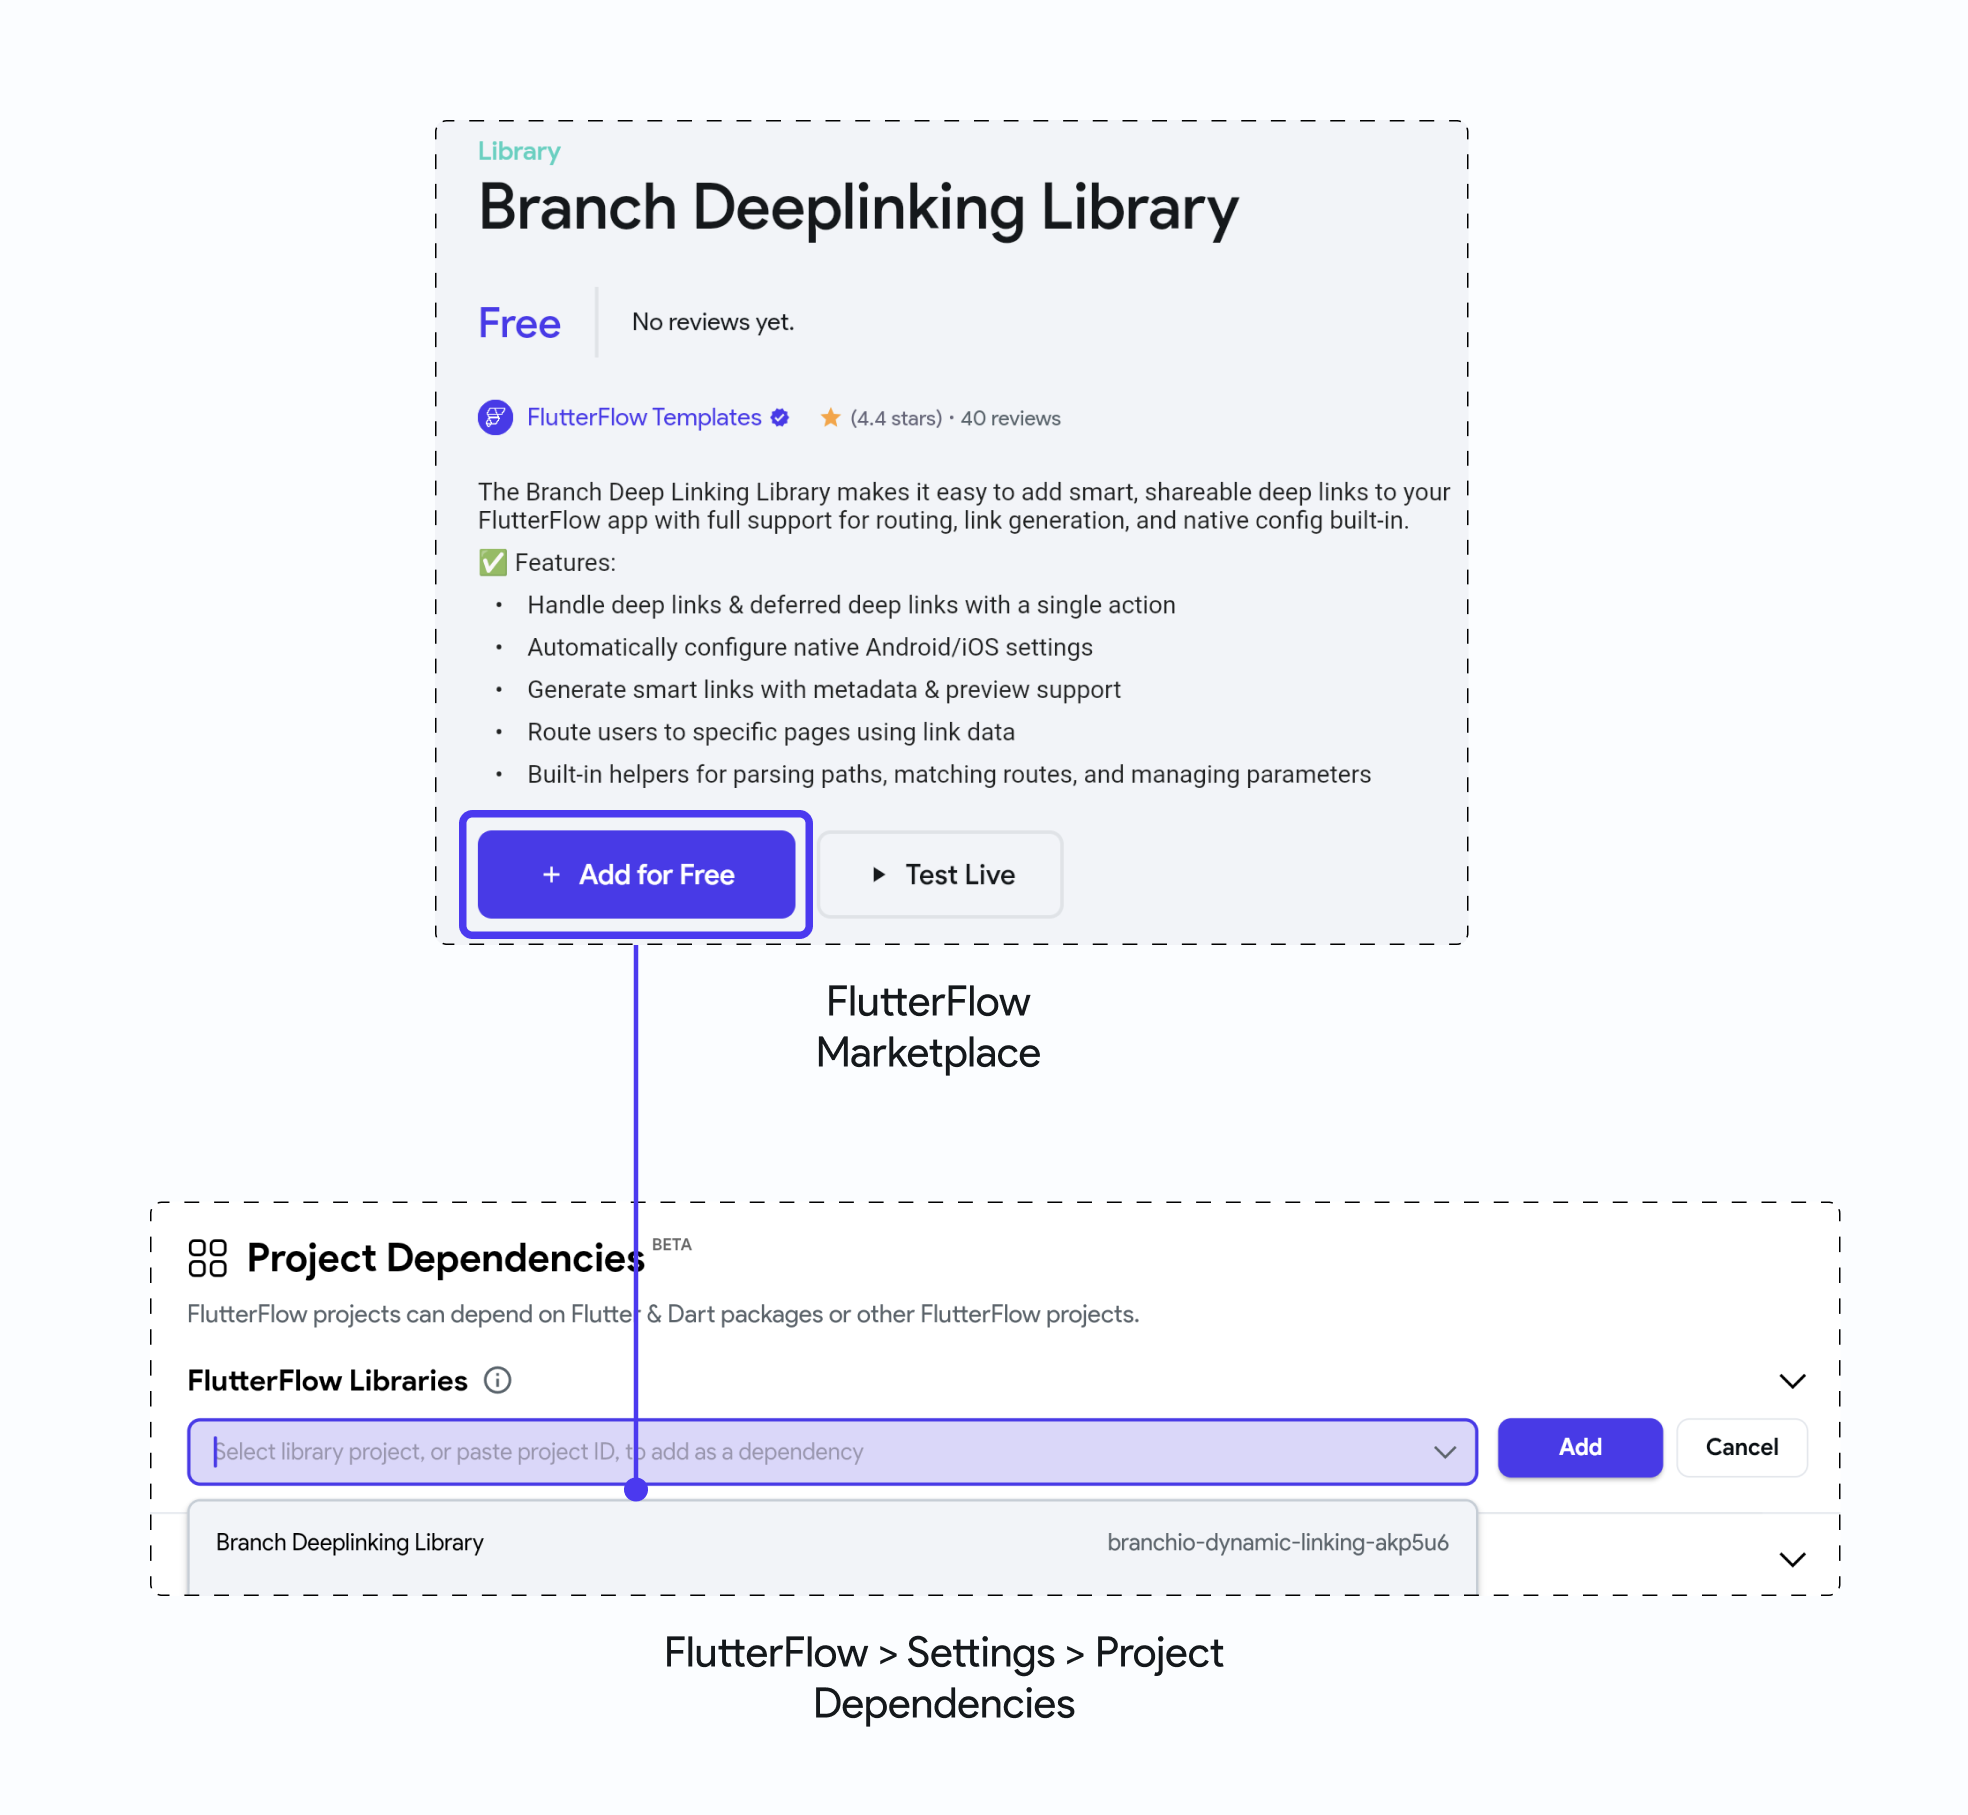 Library
Branch Deeplinking Library
Free
No reviews yet.
FlutterFlow Templates
(4.4 stars) • 40 reviews
The Branch Deep Linking Library makes it easy to add smart, shareable deep links to your
FlutterFlow app with full support for routing, link generation, and native config built-in.
✅ Features:
• Handle deep links & deferred deep links with a single action
• Automatically configure native Android/iOS settings
• Generate smart links with metadata & preview support
• Route users to specific pages using link data
• Built-in helpers for parsing paths, matching routes, and managing parameters
+ Add for Free
Test Live
FlutterFlow
Marketplace
Project Dependencies BETA
FlutterFlow projects can depend on Flutter & Dart packages or other FlutterFlow projects.
FlutterFlow Libraries
Select library project, or paste project ID, to add as a dependency
Add
Cancel
Branch Deeplinking Library
branchio-dynamic-linking-akp5u6
FlutterFlow > Settings > Project
Dependencies